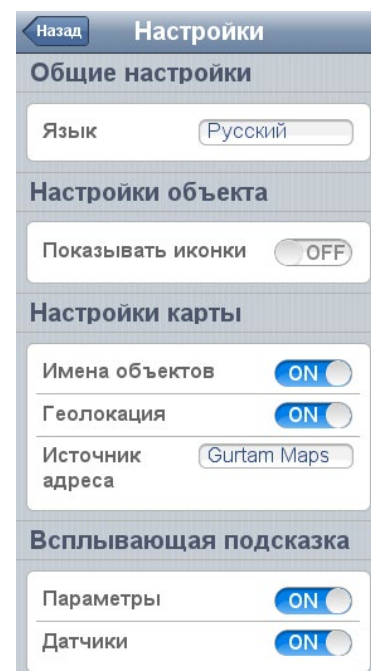 Назад
Настройки
Общие настройки
Язык
Русский
Настройки объекта
Показывать иконки
OFF
Настройки карты
Имена объектов
ON
Геолокация
ON
Источник
адреса
Gurtam Maps
Всплывающая подсказка
Параметры
ON
Датчики
ON